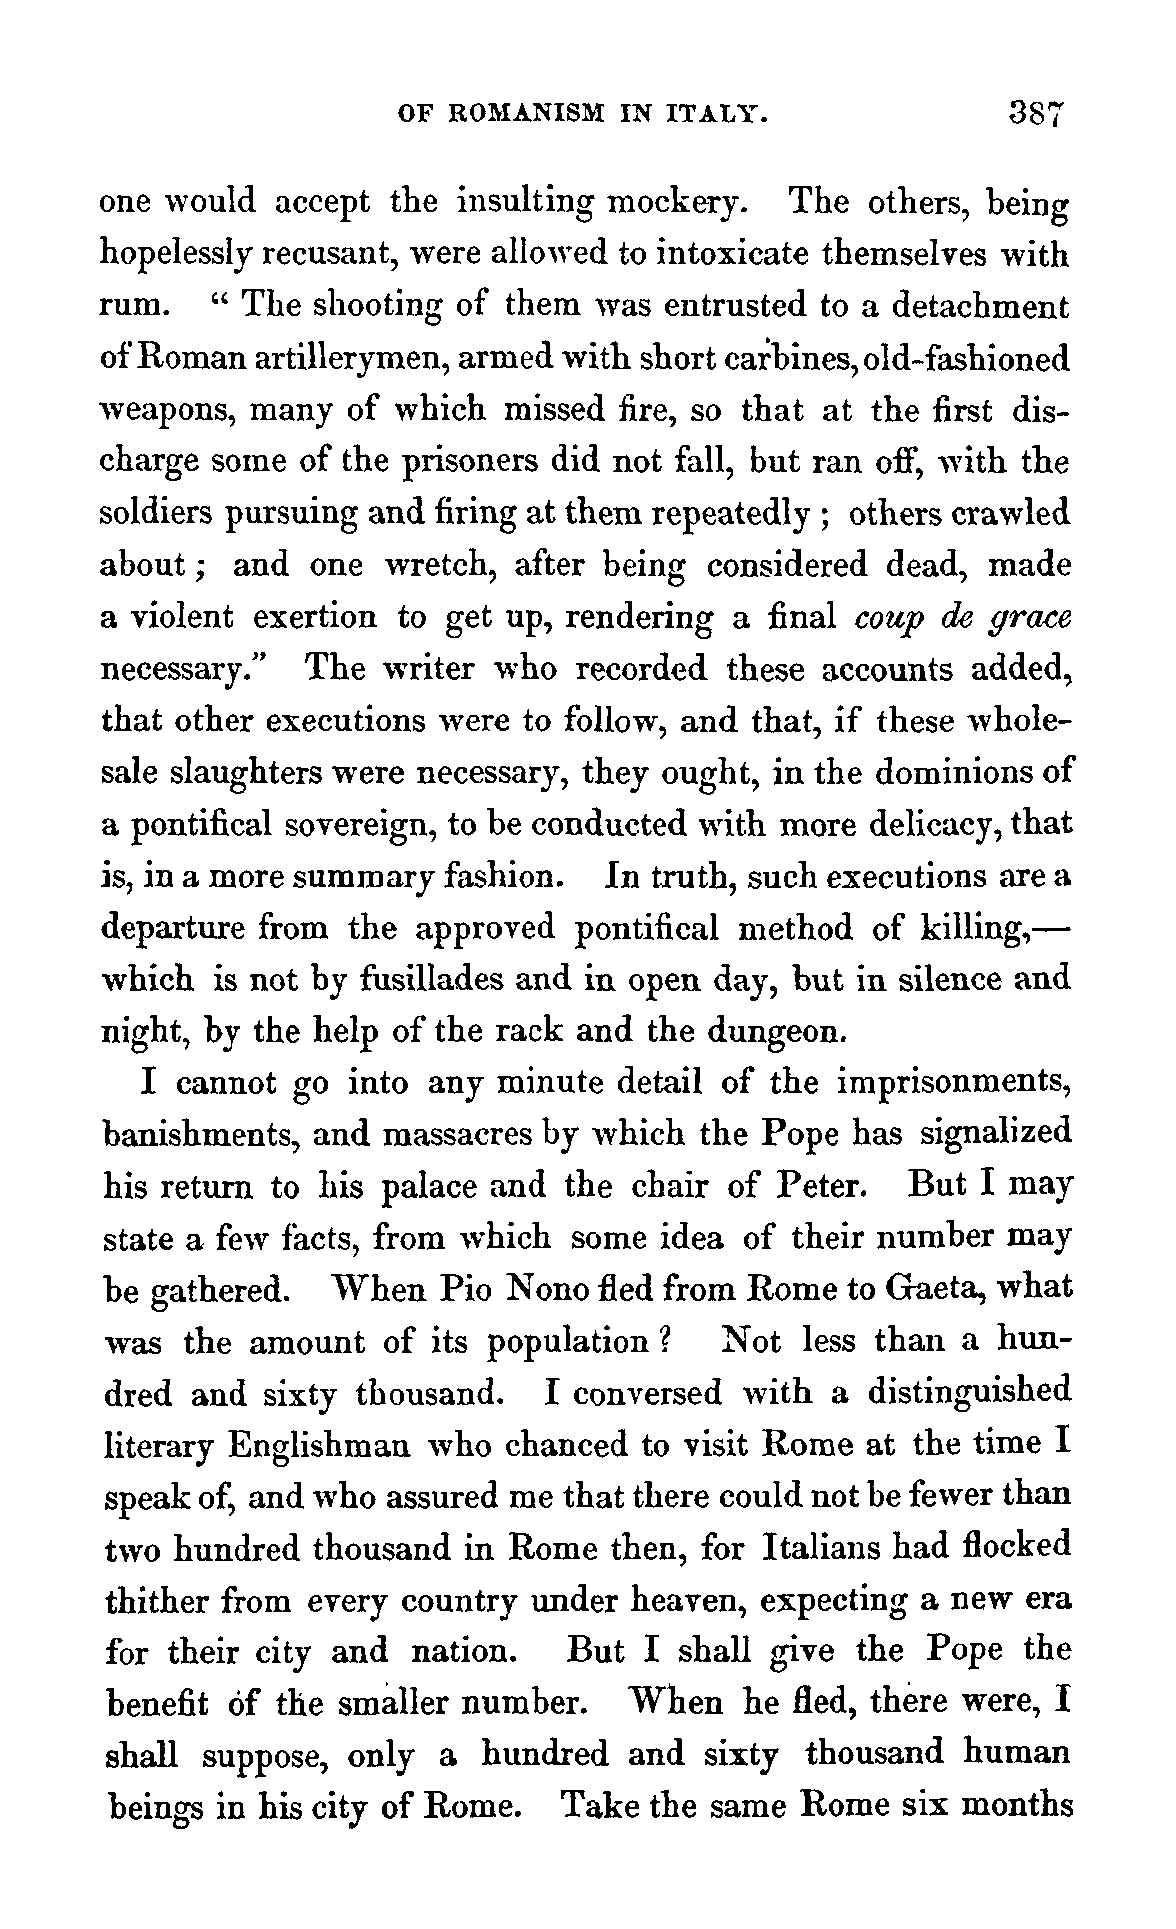 OF ROMANISM IN ITALY. 387
one would accept the insulting mockery. The others, being
hopelessly recusant, were allowed to intoxicate themselves with
rum. “ The shooting of them was entrusted to a detachment
of Roman artillerymen, armed with short carbines, old-fashioned
weapons, many of which missed fire, so that at the first dis-
charge some of the prisoners did not fall, but ran off, with the
soldiers pursuing and firing at them repeatedly ; others crawled
about ; and one wretch, after being considered dead, made
a violent exertion to get up, rendering a final coup de grace
necessary.” The writer who recorded these accounts added,
that other executions were to follow, and that, if these whole-
sale slaughters were necessary, they ought, in the dominions of
a pontifical sovereign, to be conducted with more delicacy, that
is, in a more summary fashion. In truth, such executions are a
departure from the approved pontifical method of killing,—
which is not by fusillades and in open day, but in silence and
night, by the help of the rack and the dungeon.
I cannot go into any minute detail of the imprisonments,
banishments, and massacres by which the Pope has signalized
his return to his palace and the chair of Peter. But I may
state a few facts, from which some idea of their number may
be gathered. When Pio Nono fled from Rome to Gaeta, what
was the amount of its population ? Not less than a hun-
dred and sixty thousand. I conversed with a distinguished
literary Englishman who chanced to visit Rome at the time I
speak of, and who assured me that there could not be fewer than
two hundred thousand in Rome then, for Italians had flocked
thither from every country under heaven, expecting a new era
for their city and nation. But I shall give the Pope the
benefit of the smaller number. When he fled, there were, I
shall suppose, only a hundred and sixty thousand human
beings in his city of Rome. Take the same Rome six months